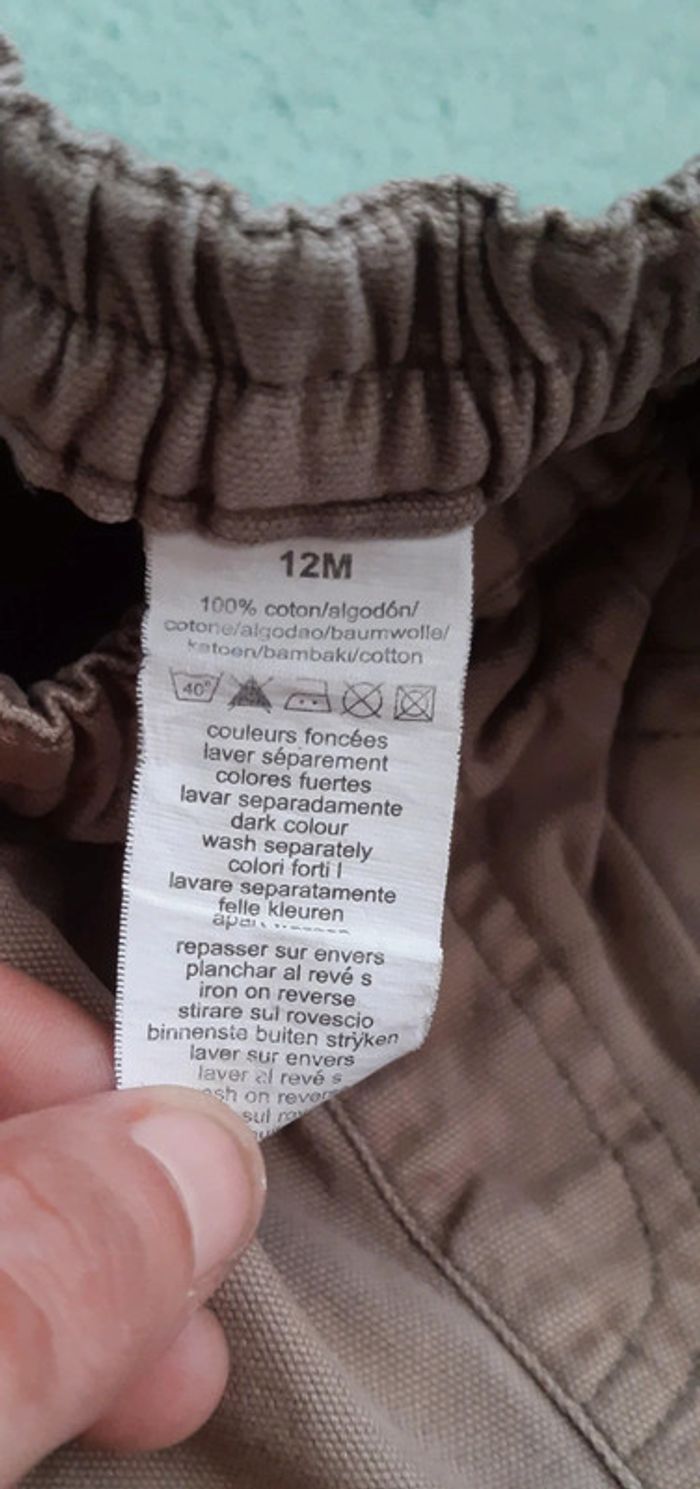 12M
100% coton/algodón/
cotone/algodao/baumwolle/
katoen/bambaki/cotton
40°
couleurs foncées
laver séparement
colores fuertes
lavar separadamente
dark colour
wash separately
colori forti l
lavare separatamente
felle kleuren
repasser sur envers
planchar al revé s
iron on reverse
stirare sul rovescio
binnenste buiten strÿken
laver sur envers
laver al revé s
on
sul